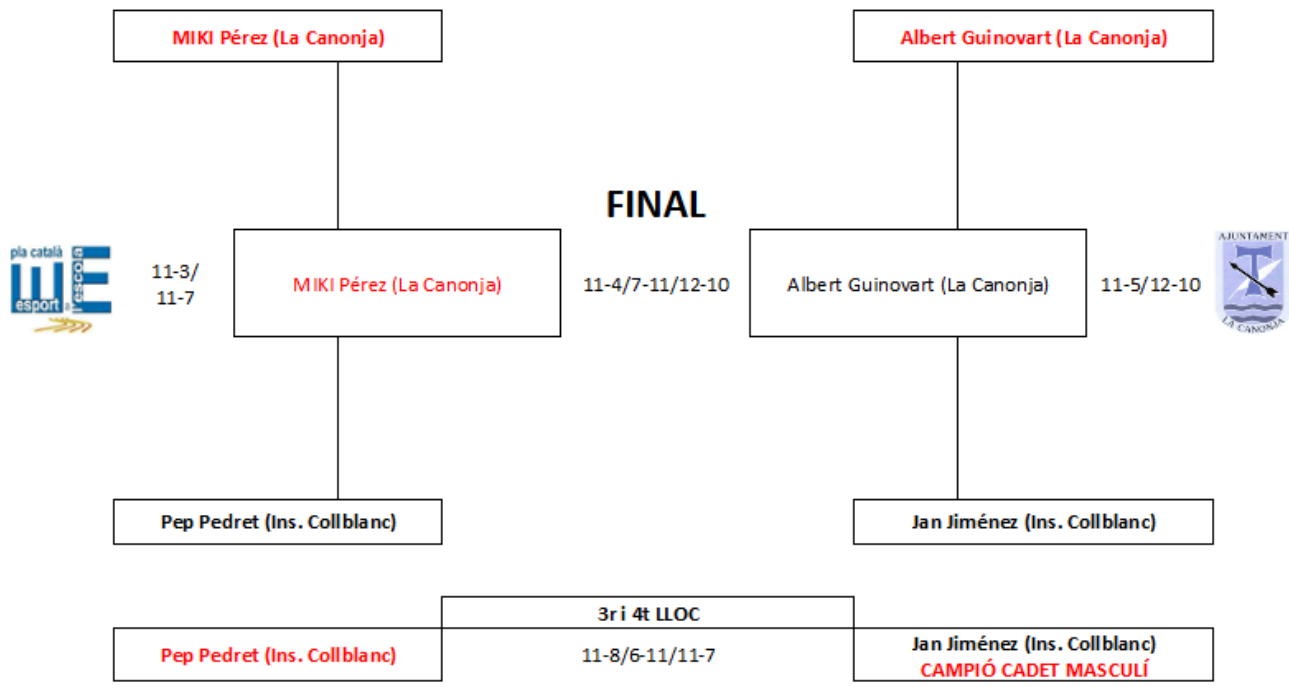 MIKI Pérez (La Canonja)
Albert Guinovart (La Canonja)
FINAL
pla català
esport a
l'escola
11-3/
11-7
MIKI Pérez (La Canonja)
11-4/7-11/12-10
Albert Guinovart (La Canonja)
11-5/12-10
AJUNTAMENT
LA CANONJA
Pep Pedret (Ins. Collblanc)
Jan Jiménez (Ins. Collblanc)
3r i 4t LLOC
Pep Pedret (Ins. Collblanc)
11-8/6-11/11-7
Jan Jiménez (Ins. Collblanc)
CAMPIÓ CADET MASCULÍ